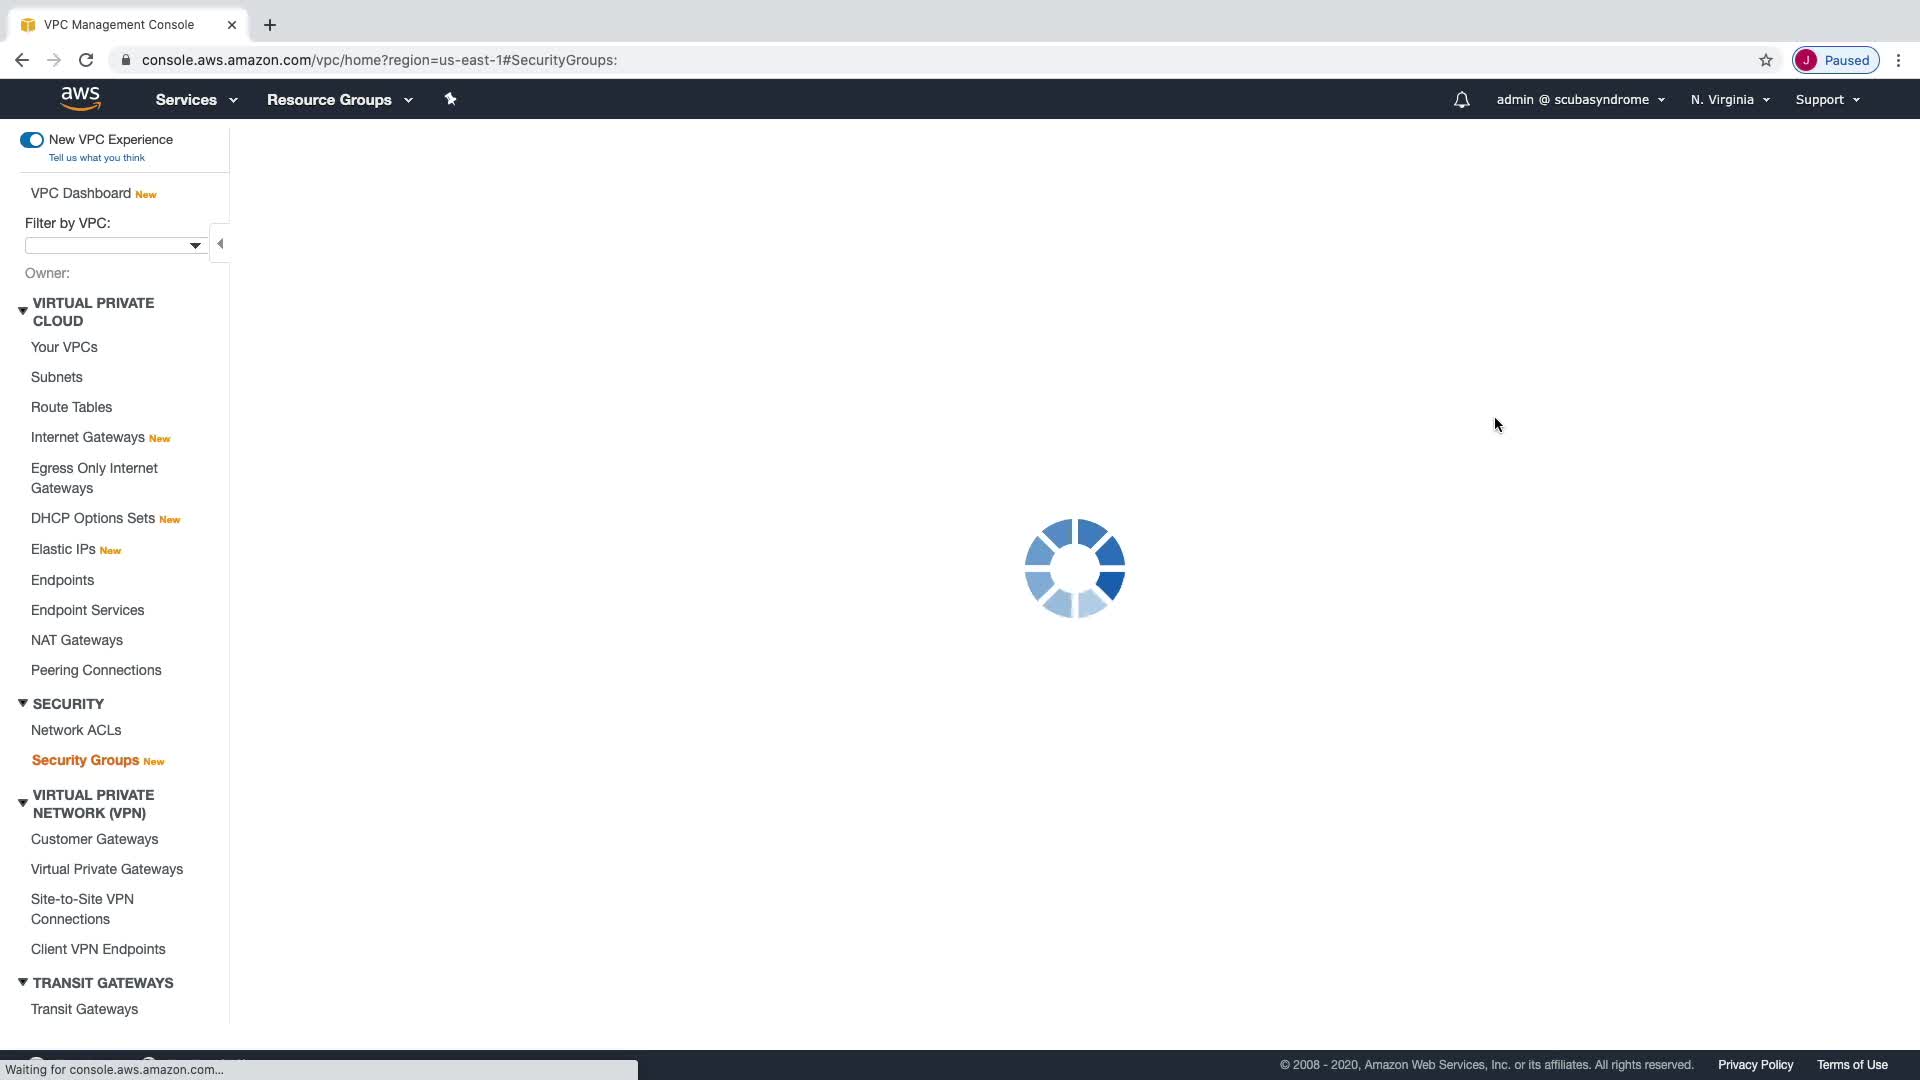 VPC Management Console
console.aws.amazon.com/vpc/home?region=us-east-1#SecurityGroups:
J Paused
aws Services Resource Groups admin @ scubasyndrome N. Virginia Support
New VPC Experience
Tell us what you think
VPC Dashboard New
Filter by VPC:
Owner:
VIRTUAL PRIVATE
CLOUD
Your VPCs
Subnets
Route Tables
Internet Gateways New
Egress Only Internet
Gateways
DHCP Options Sets New
Elastic IPs New
Endpoints
Endpoint Services
NAT Gateways
Peering Connections
SECURITY
Network ACLs
Security Groups New
VIRTUAL PRIVATE
NETWORK (VPN)
Customer Gateways
Virtual Private Gateways
Site-to-Site VPN
Connections
Client VPN Endpoints
TRANSIT GATEWAYS
Transit Gateways
© 2008 - 2020, Amazon Web Services, Inc. or its affiliates. All rights reserved. Privacy Policy Terms of Use
Waiting for console.aws.amazon.com...